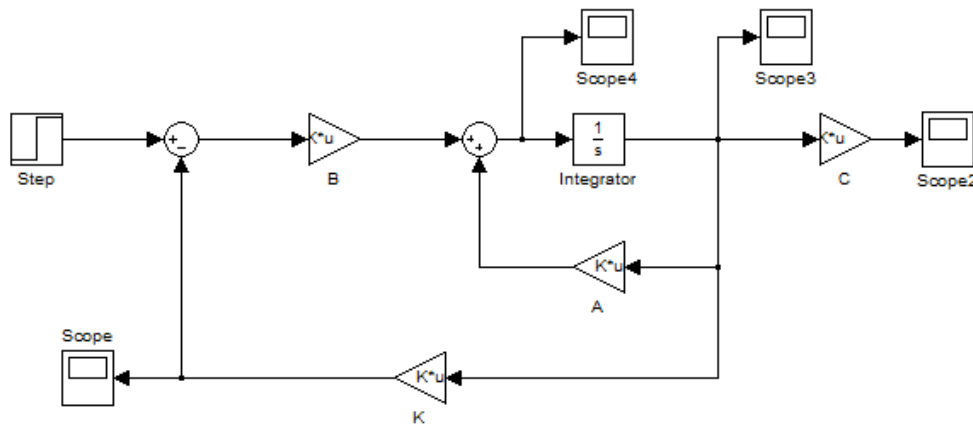 Scope4
Scope3
Step
+
−
K*u
B
+
+
1
s
Integrator
K*u
C
Scope2
K*u
A
Scope
K*u
K